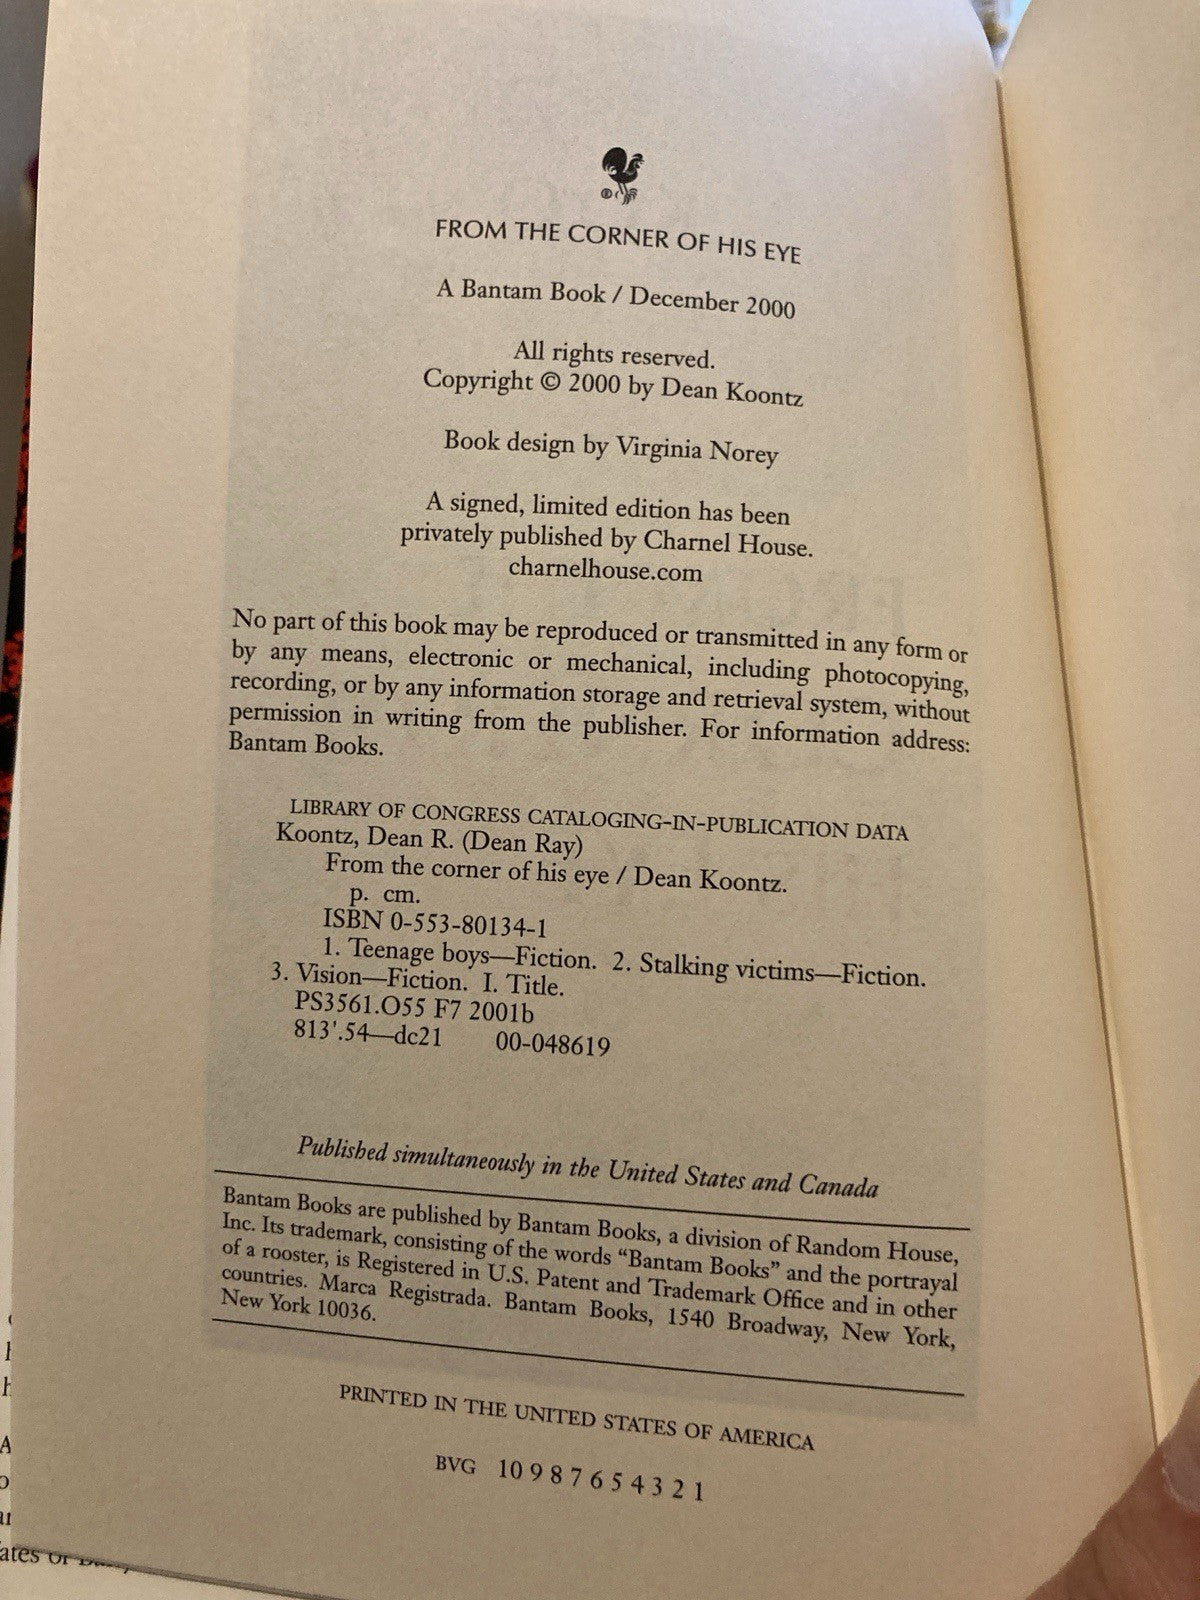 FROM THE CORNER OF HIS EYE
A Bantam Book / December 2000
All rights reserved.
Copyright © 2000 by Dean Koontz
Book design by Virginia Norey
A signed, limited edition has been
privately published by Charnel House.
charnelhouse.com
No part of this book may be reproduced or transmitted in any form or
by any means, electronic or mechanical, including photocopying,
recording, or by any information storage and retrieval system, without
permission in writing from the publisher. For information address:
Bantam Books.
LIBRARY OF CONGRESS CATALOGING-IN-PUBLICATION DATA
Koontz, Dean R. (Dean Ray)
From the corner of his eye / Dean Koontz.
p. cm.
ISBN 0-553-80134-1
1. Teenage boys—Fiction. 2. Stalking victims—Fiction.
3. Vision—Fiction. I. Title.
PS3561.O55 F7 2001b
813'.54—dc21 00-048619
Published simultaneously in the United States and Canada
Bantam Books are published by Bantam Books, a division of Random House,
Inc. Its trademark, consisting of the words “Bantam Books” and the portrayal
of a rooster, is Registered in U.S. Patent and Trademark Office and in other
countries. Marca Registrada. Bantam Books, 1540 Broadway, New York,
New York 10036.
PRINTED IN THE UNITED STATES OF AMERICA
BVG 10 9 8 7 6 5 4 3 2 1